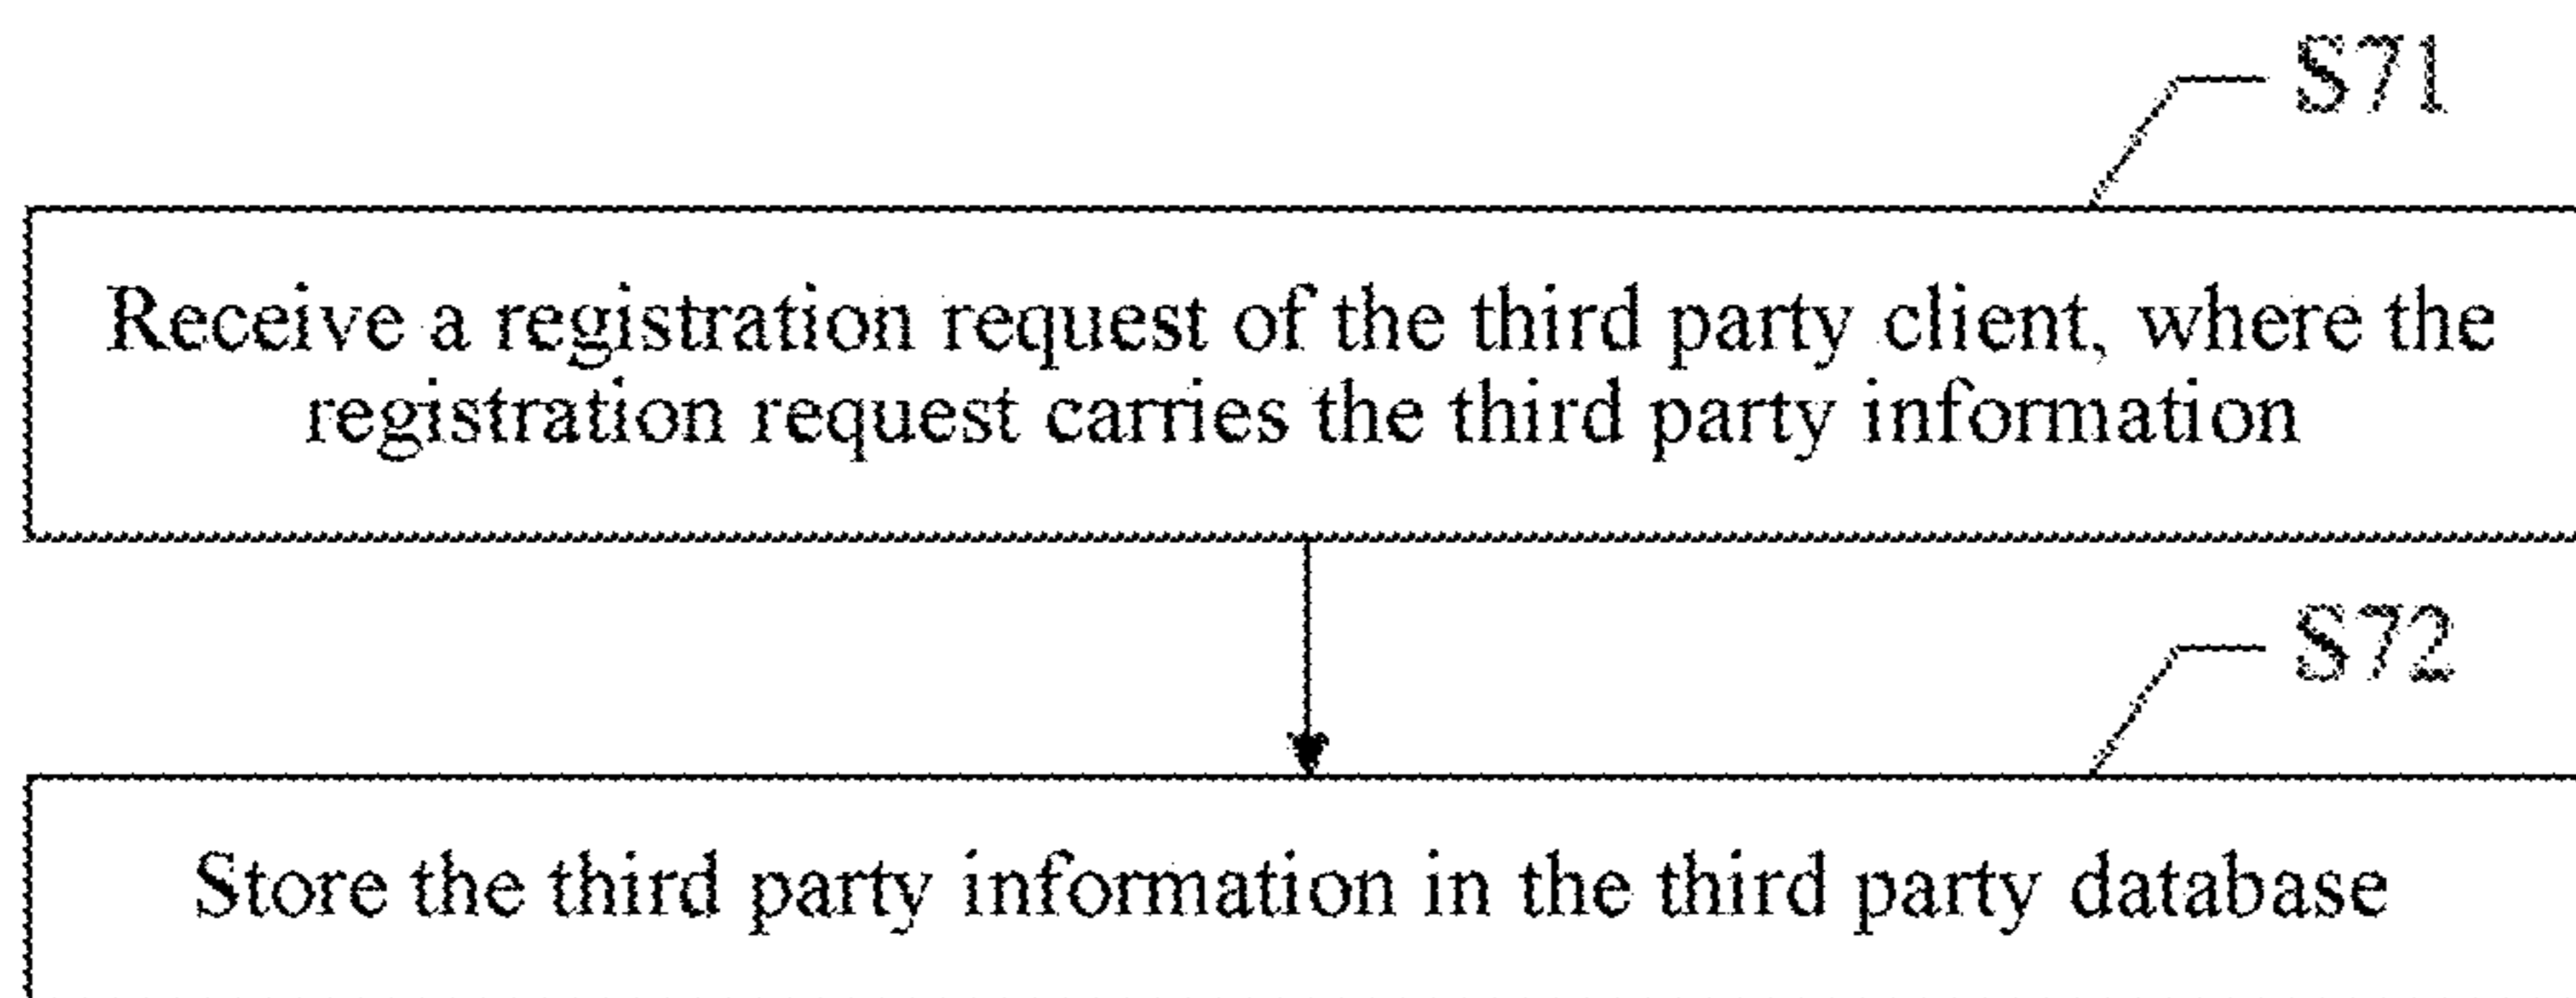 S71
Receive a registration request of the third party client, where the
registration request carries the third party information
S72
Store the third party information in the third party database